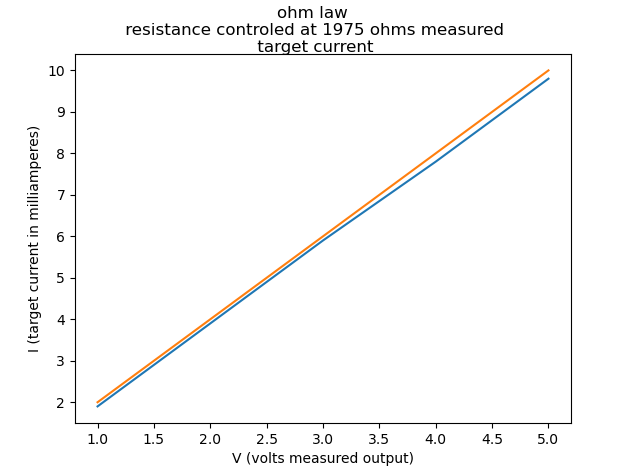 ohm law
resistance controled at 1975 ohms measured
target current
10
9
8
7
6
5
4
3
2
I (target current in milliamperes)
1.0 1.5 2.0 2.5 3.0 3.5 4.0 4.5 5.0
V (volts measured output)